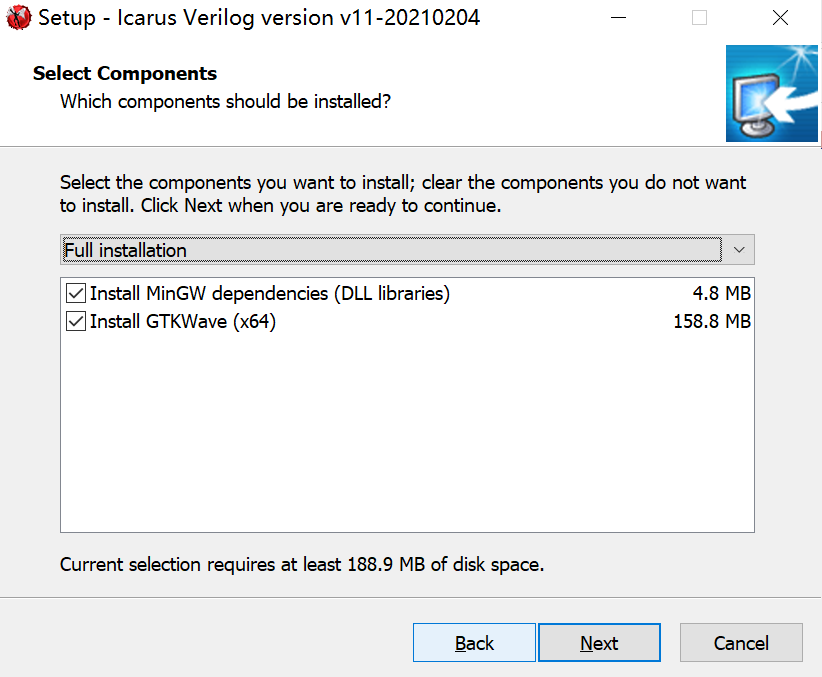 Setup - Icarus Verilog version v11-20210204
Select Components
Which components should be installed?
Select the components you want to install; clear the components you do not want
to install. Click Next when you are ready to continue.
Full installation
Install MinGW dependencies (DLL libraries) 4.8 MB
Install GTKWave (x64) 158.8 MB
Current selection requires at least 188.9 MB of disk space.
Back Next Cancel